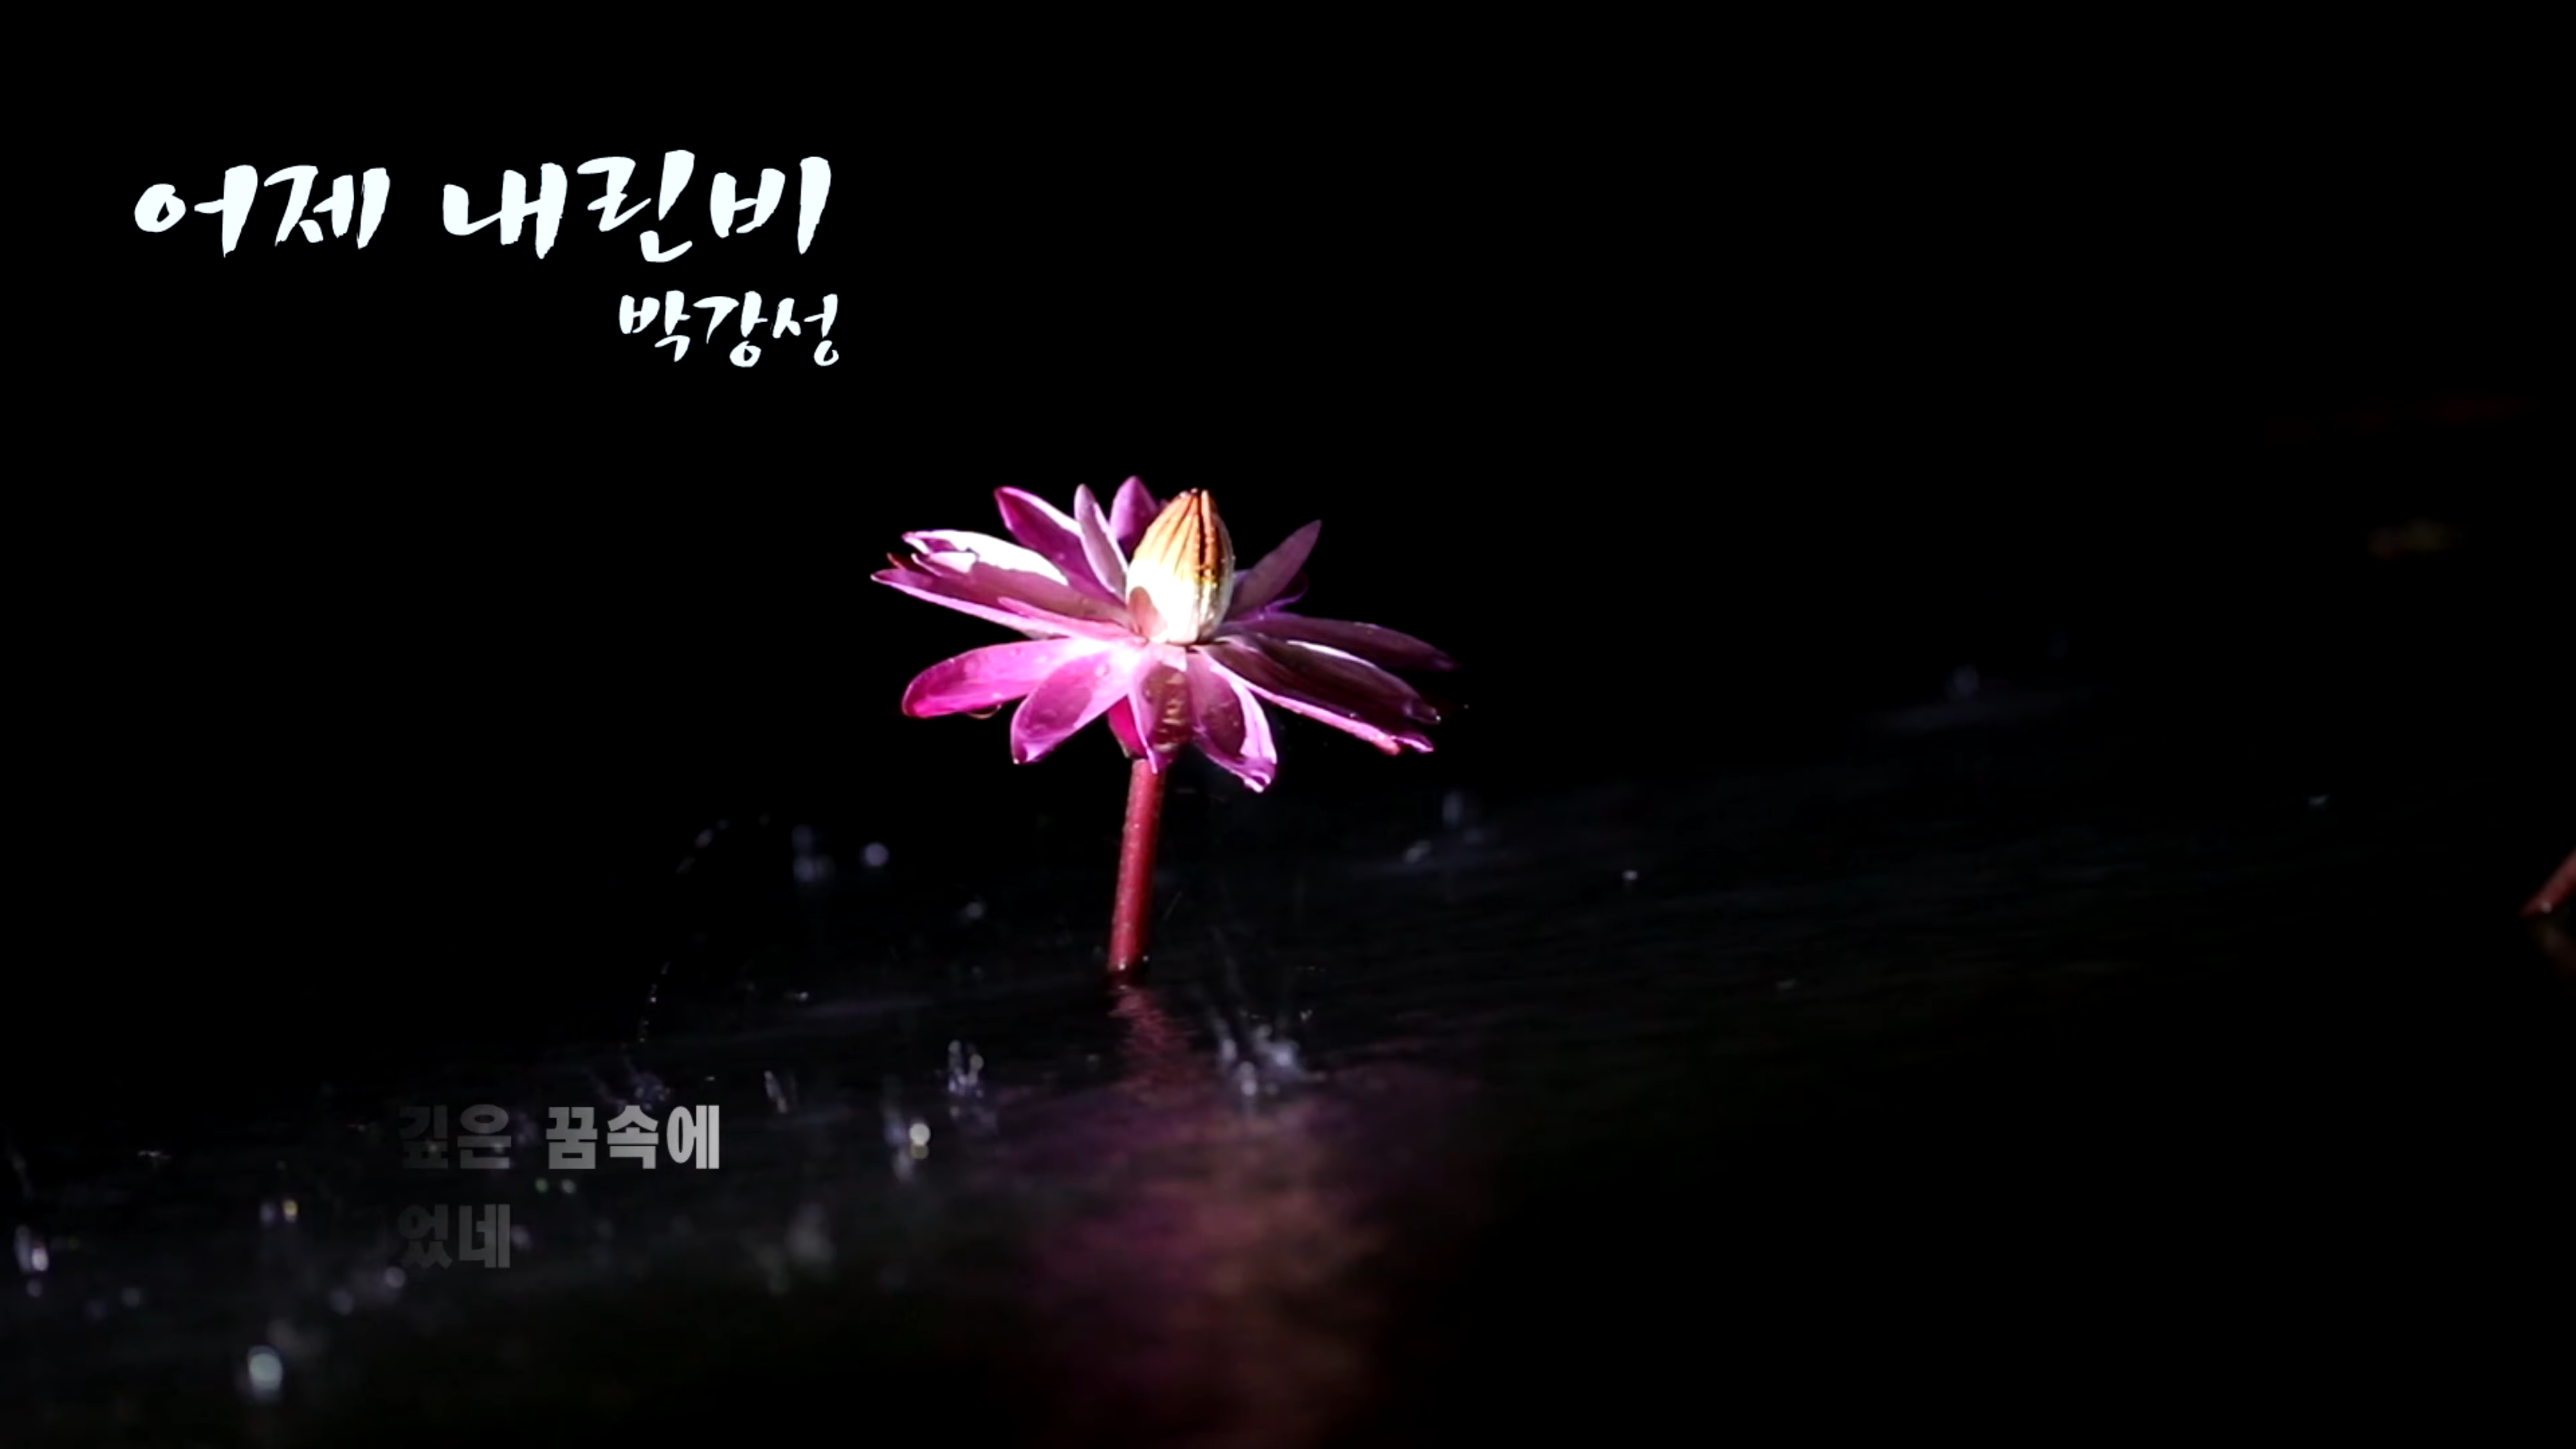 어제 내린비
박강성
깊은 꿈속에
었네